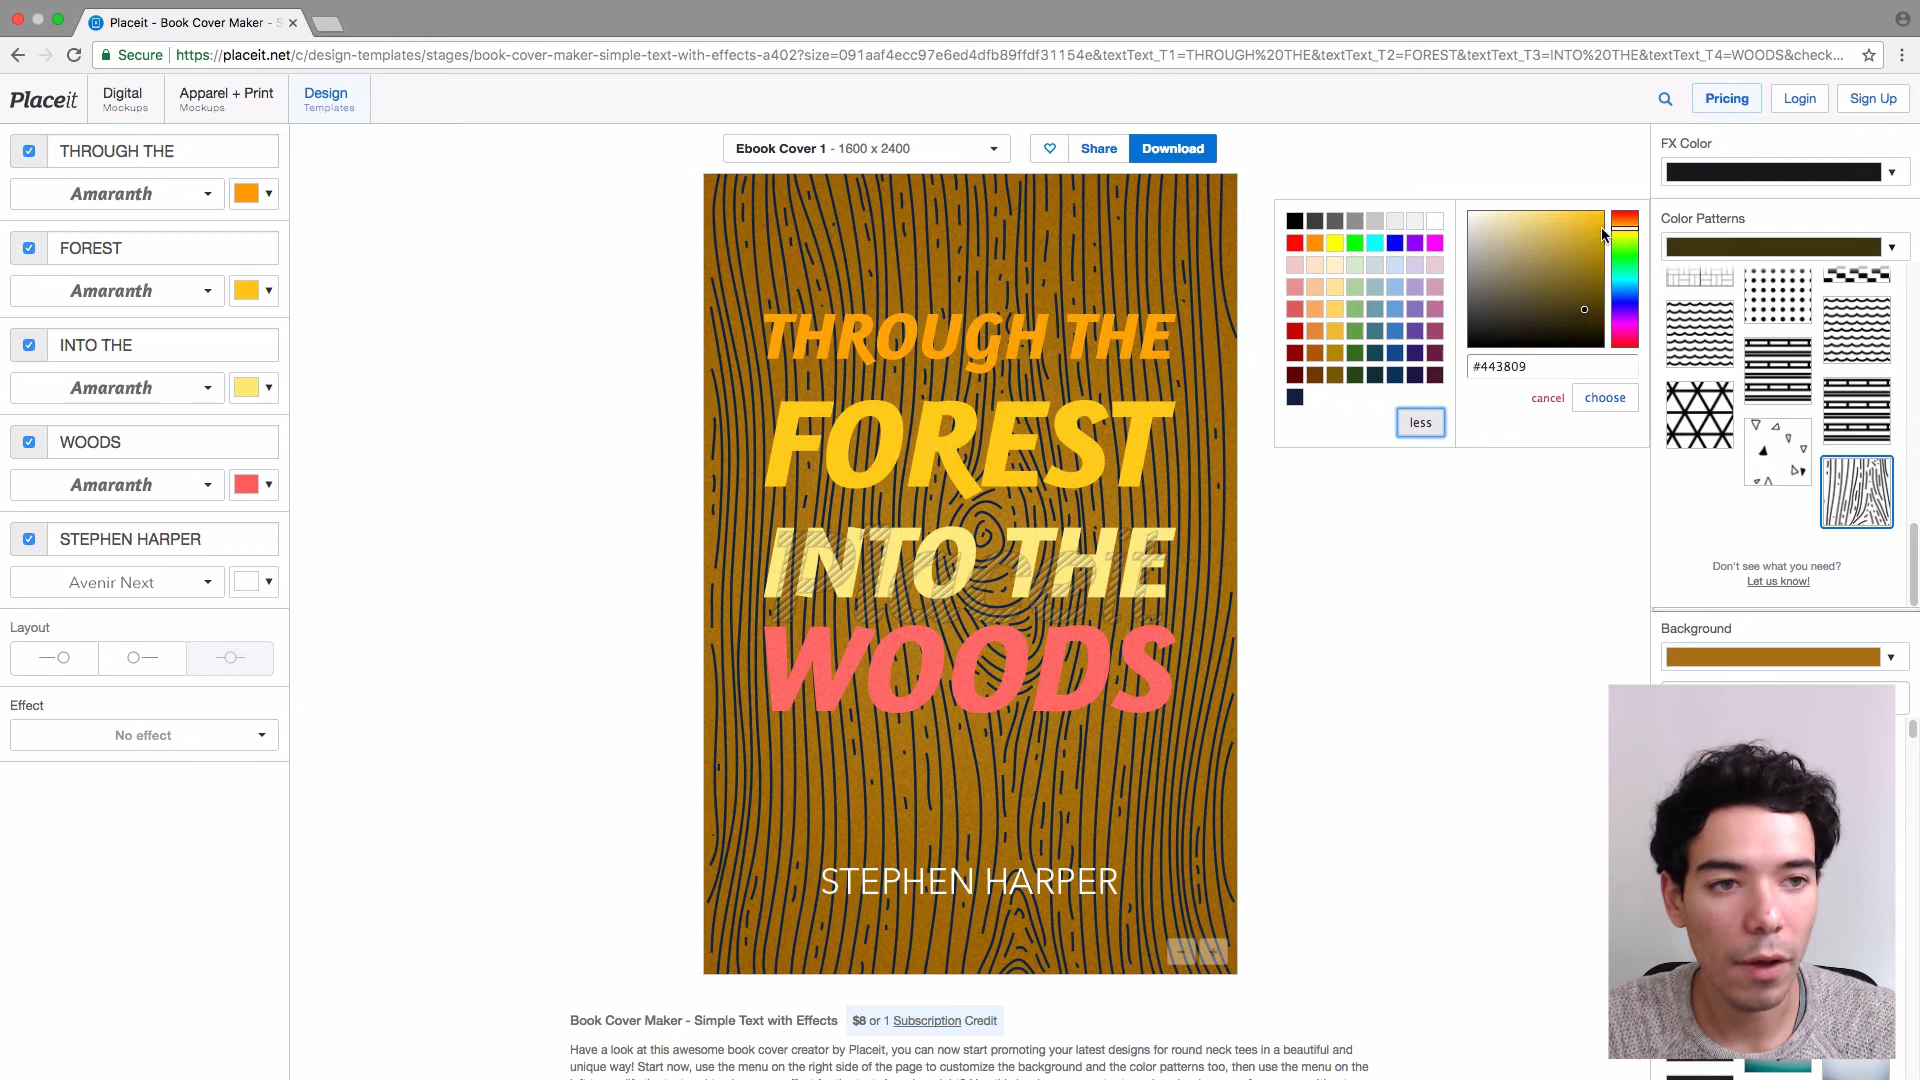 Placeit - Book Cover Maker - S
Secure https://placeit.net/c/design-templates/stages/book-cover-maker-simple-text-with-effects-a402?size=091aaf4ecc97e6ed4dfb89ffdf31154e&textText_T1=THROUGH%20THE&textText_T2=FOREST&textText_T3=INTO%20THE&textText_T4=WOODS&check...
Placeit
Digital
Mockups
Apparel + Print
Mockups
Design
Templates
Pricing
Login
Sign Up
THROUGH THE
Amaranth
FOREST
Amaranth
INTO THE
Amaranth
WOODS
Amaranth
STEPHEN HARPER
Avenir Next
Layout
Effect
No effect
Ebook Cover 1 - 1600 x 2400
Share
Download
THROUGH THE
FOREST
INTO THE
Placeit
WOODS
STEPHEN HARPER
#443809
cancel
choose
less
FX Color
Color Patterns
Don't see what you need?
Let us know!
Background
Book Cover Maker - Simple Text with Effects
$8 or 1 Subscription Credit
Have a look at this awesome book cover creator by Placeit, you can now start promoting your latest designs for round neck tees in a beautiful and
unique way! Start now, use the menu on the right side of the page to customize the background and the color patterns too, then use the menu on the